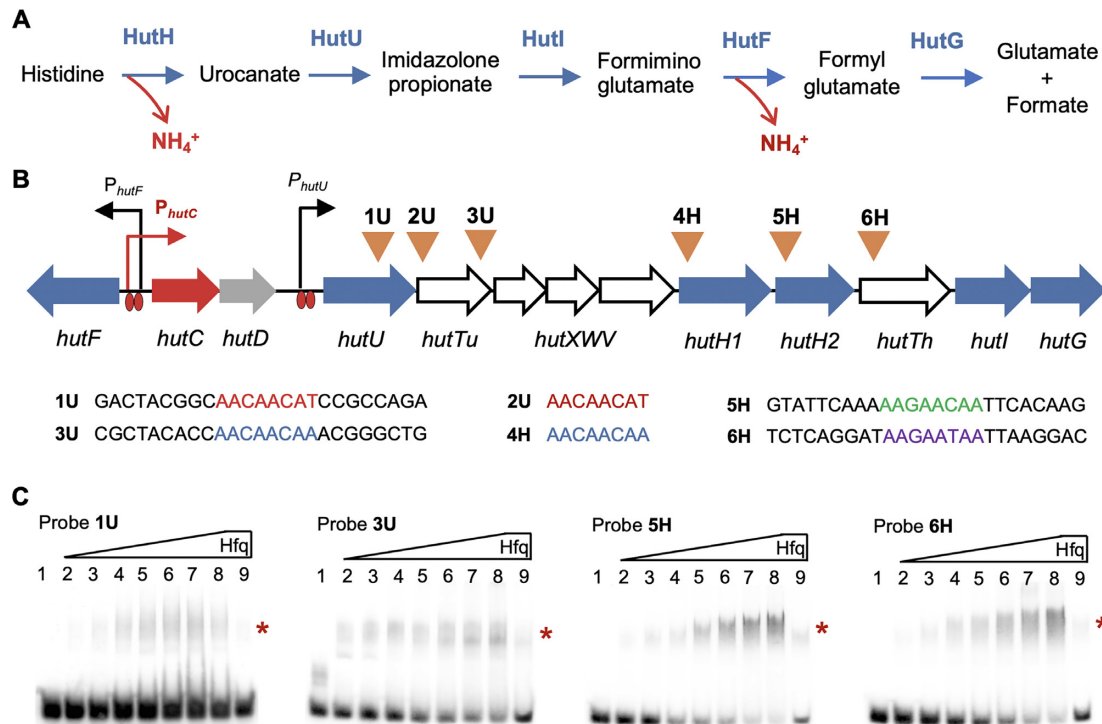 A
HutH HutU HutI HutF HutG
Histidine Urocanate Imidazolone propionate Formimino glutamate Formyl glutamate Glutamate + Formate
NH4+ NH4+
B
PhutF PhutC PhutU
1U 2U 3U 4H 5H 6H
hutF hutC hutD hutU hutTu hutXWV hutH1 hutH2 hutTh hutI hutG
1U GACTACGGCAACAACATCCGCCAGA 2U AACAACAT 5H GTATTCAAAAAGAACAATTCACAAG
3U CGCTACACCAACAACAAACGGGCTG 4H AACAACAA 6H TCTCAGGATAAGAATAATTAAGGAC
C
Probe 1U Probe 3U Probe 5H Probe 6H
Hfq Hfq Hfq Hfq
1 2 3 4 5 6 7 8 9 1 2 3 4 5 6 7 8 9 1 2 3 4 5 6 7 8 9 1 2 3 4 5 6 7 8 9
* * * *